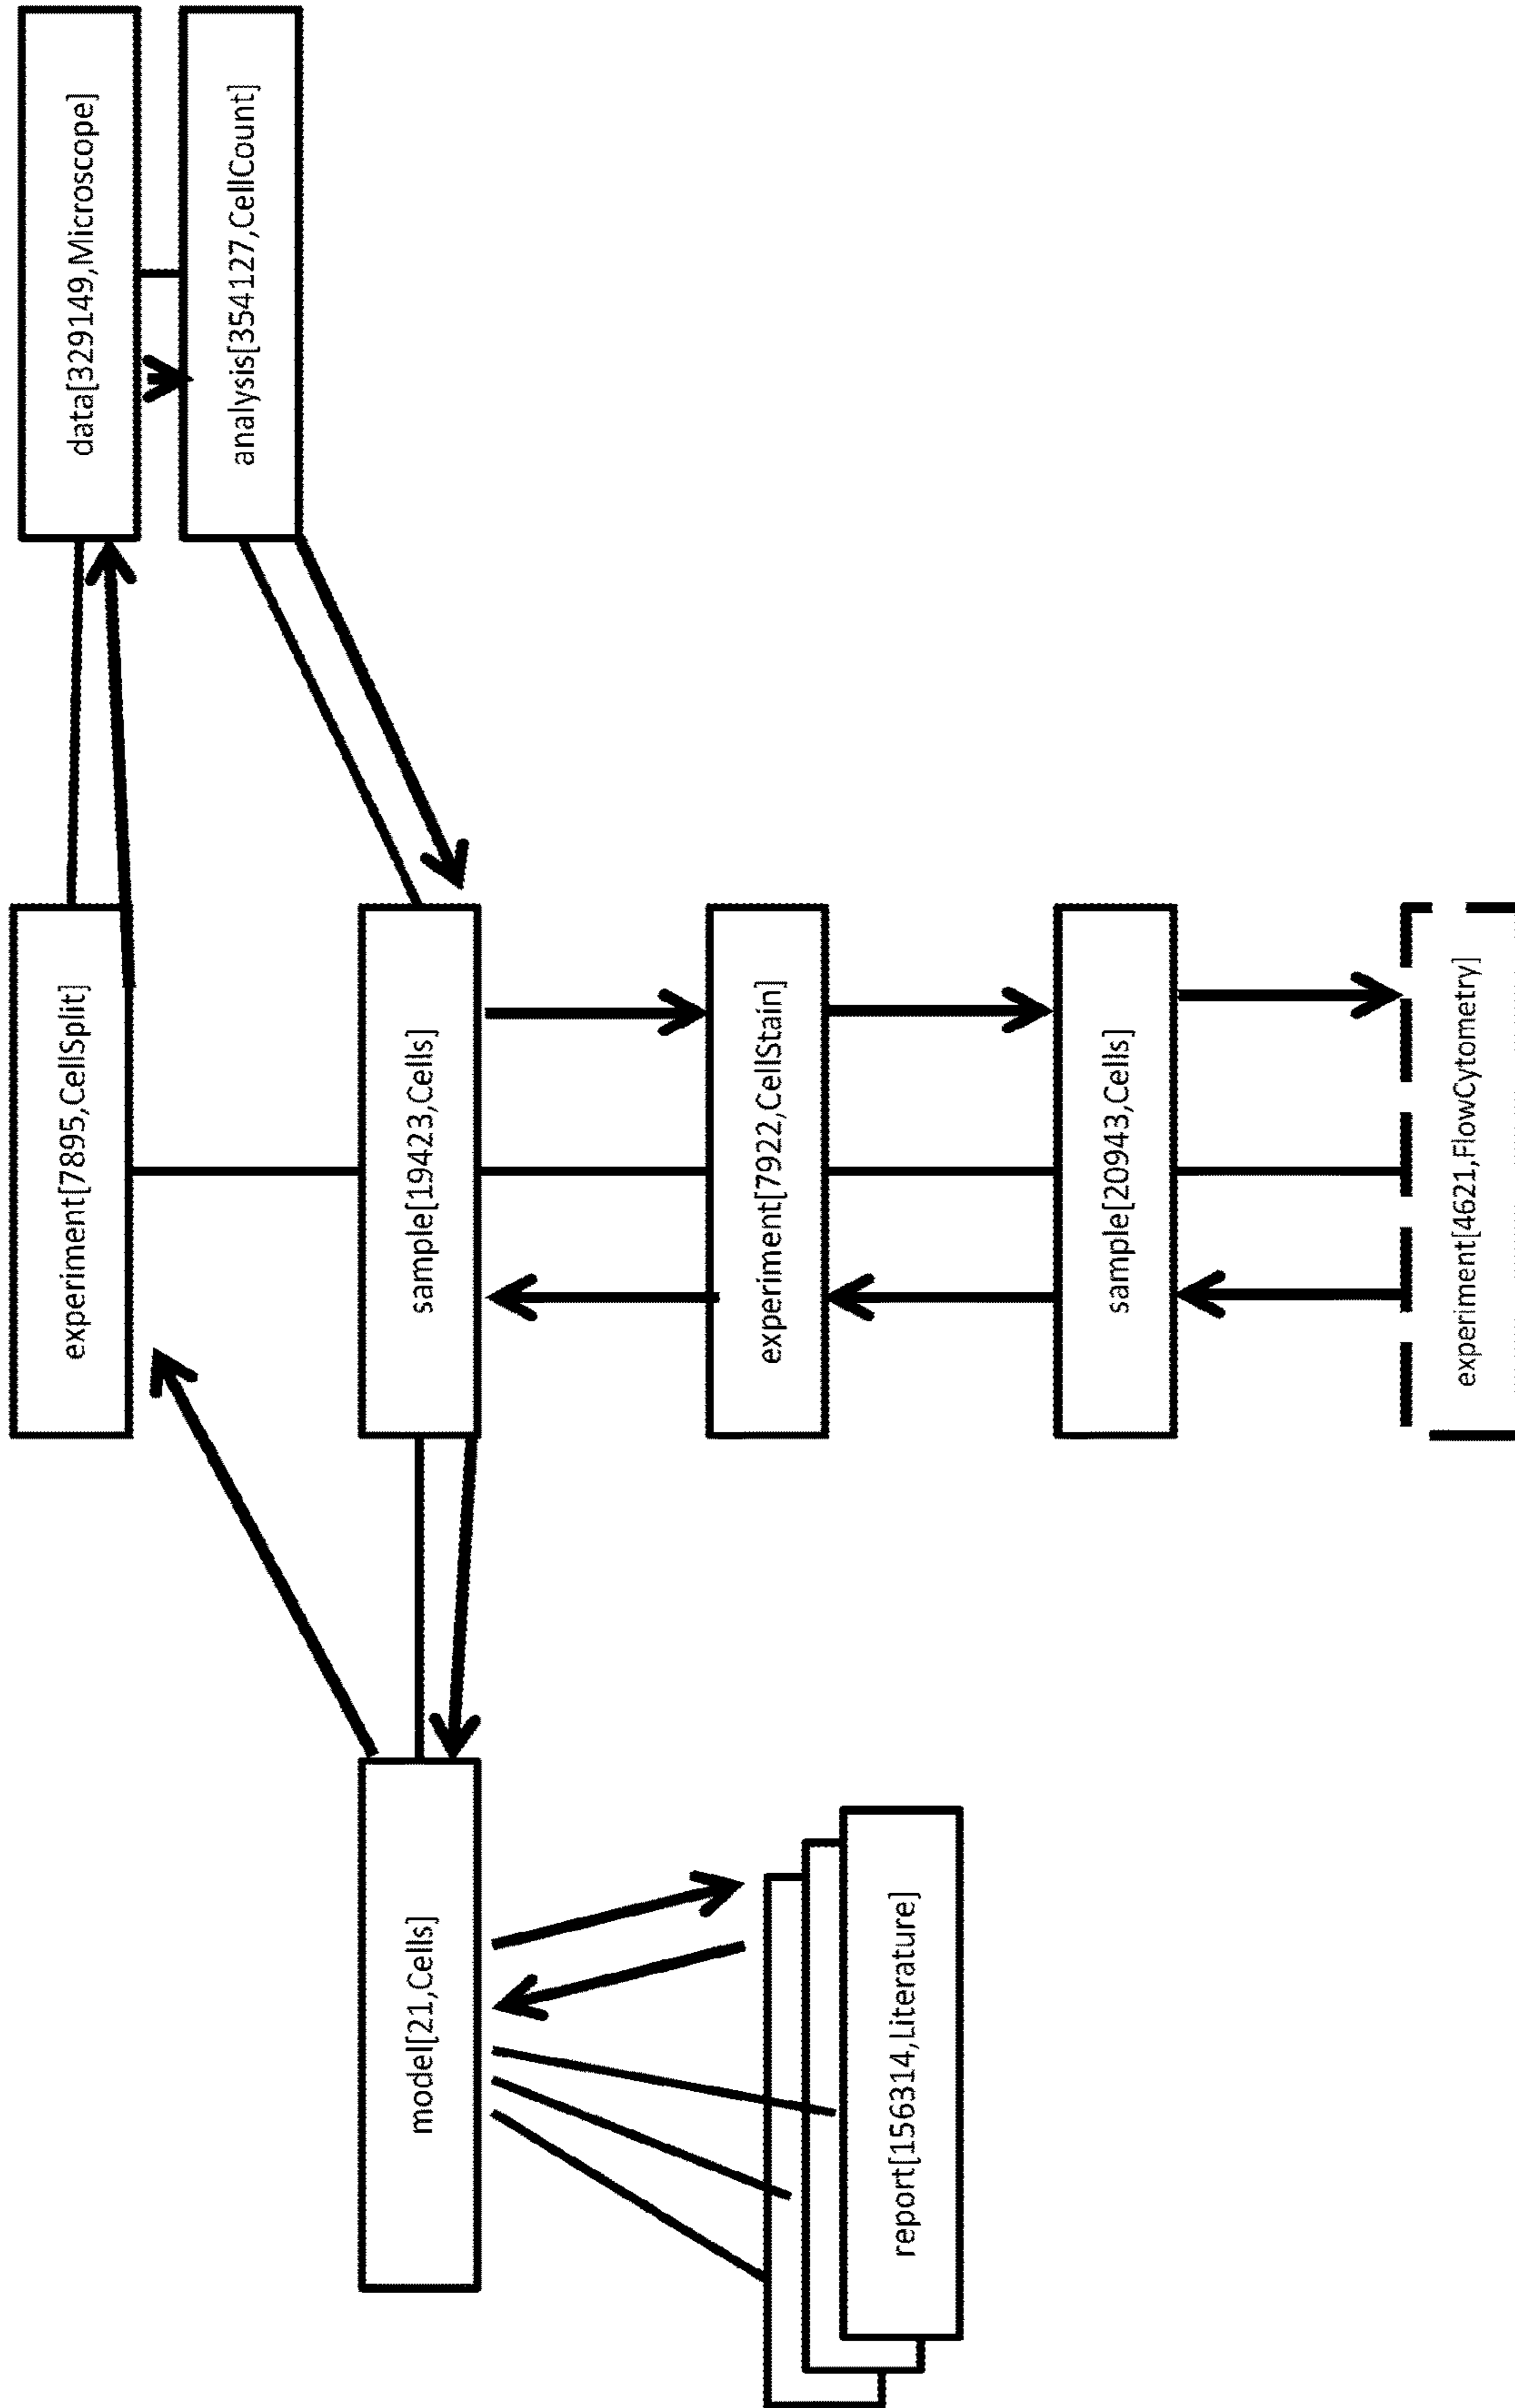 data[329149,Microscope]
analysis[354127,CellCount]
experiment[7895,CellSplit]
sample[19423,Cells]
experiment[7922,CellStain]
sample[20943,Cells]
experiment[4621,FlowCytometry]
model[21,Cells]
report[156314,Literature]